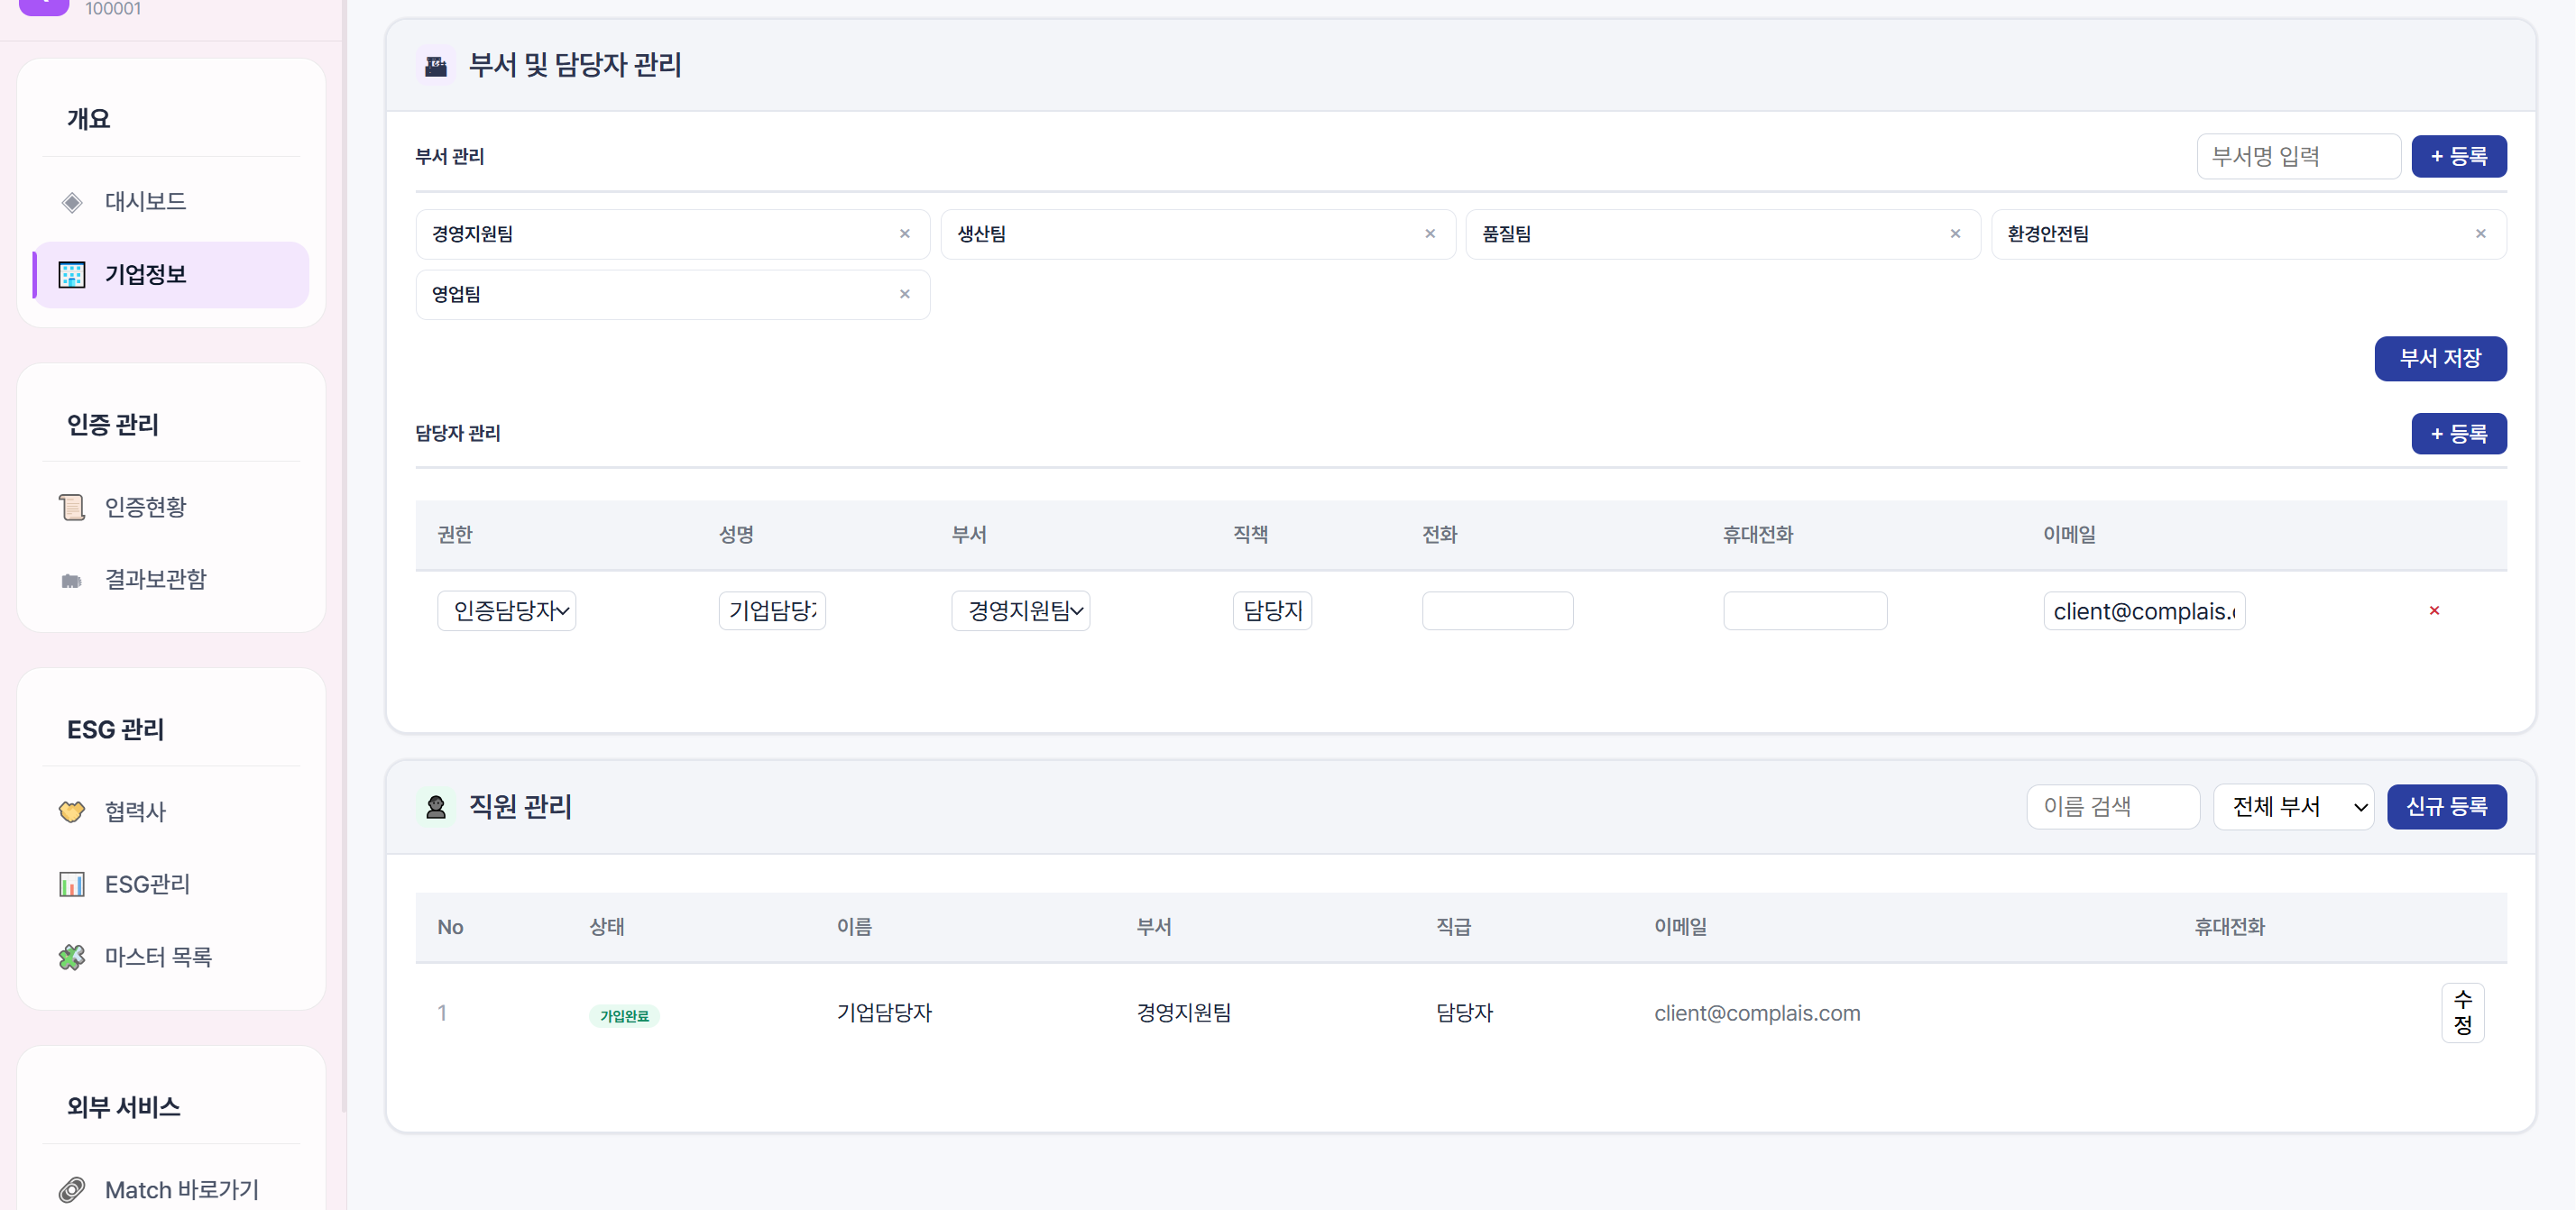 100001
개요
대시보드
기업정보
인증 관리
인증현황
결과보관함
ESG 관리
협력사
ESG관리
마스터 목록
외부 서비스
Match 바로가기
부서 및 담당자 관리
부서 관리
부서명 입력
+ 등록
경영지원팀 ×
생산팀 ×
품질팀 ×
환경안전팀 ×
영업팀 ×
부서 저장
담당자 관리
+ 등록
권한 성명 부서 직책 전화 휴대전화 이메일
인증담당자 기업담당 경영지원팀 담당자 client@complais. ×
직원 관리
이름 검색
전체 부서
신규 등록
No 상태 이름 부서 직급 이메일 휴대전화
1 가입완료 기업담당자 경영지원팀 담당자 client@complais.com 수정